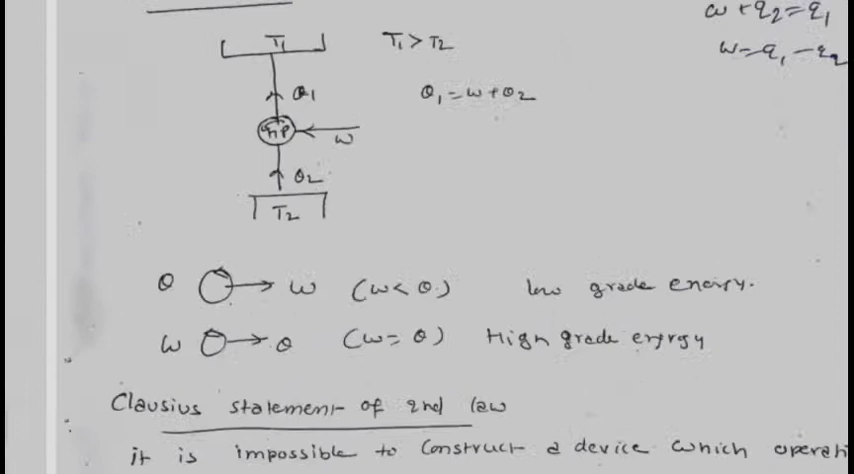 w + q2 = q1
w = q1 - q2
T1
T1 > T2
Q1
Q1 = w + Q2
HP
w
Q2
T2
Q → w (w < Q) low grade energy.
w → Q (w = Q) High grade energy
Clausius statement of 2nd law
it is impossible to construct a device which operati